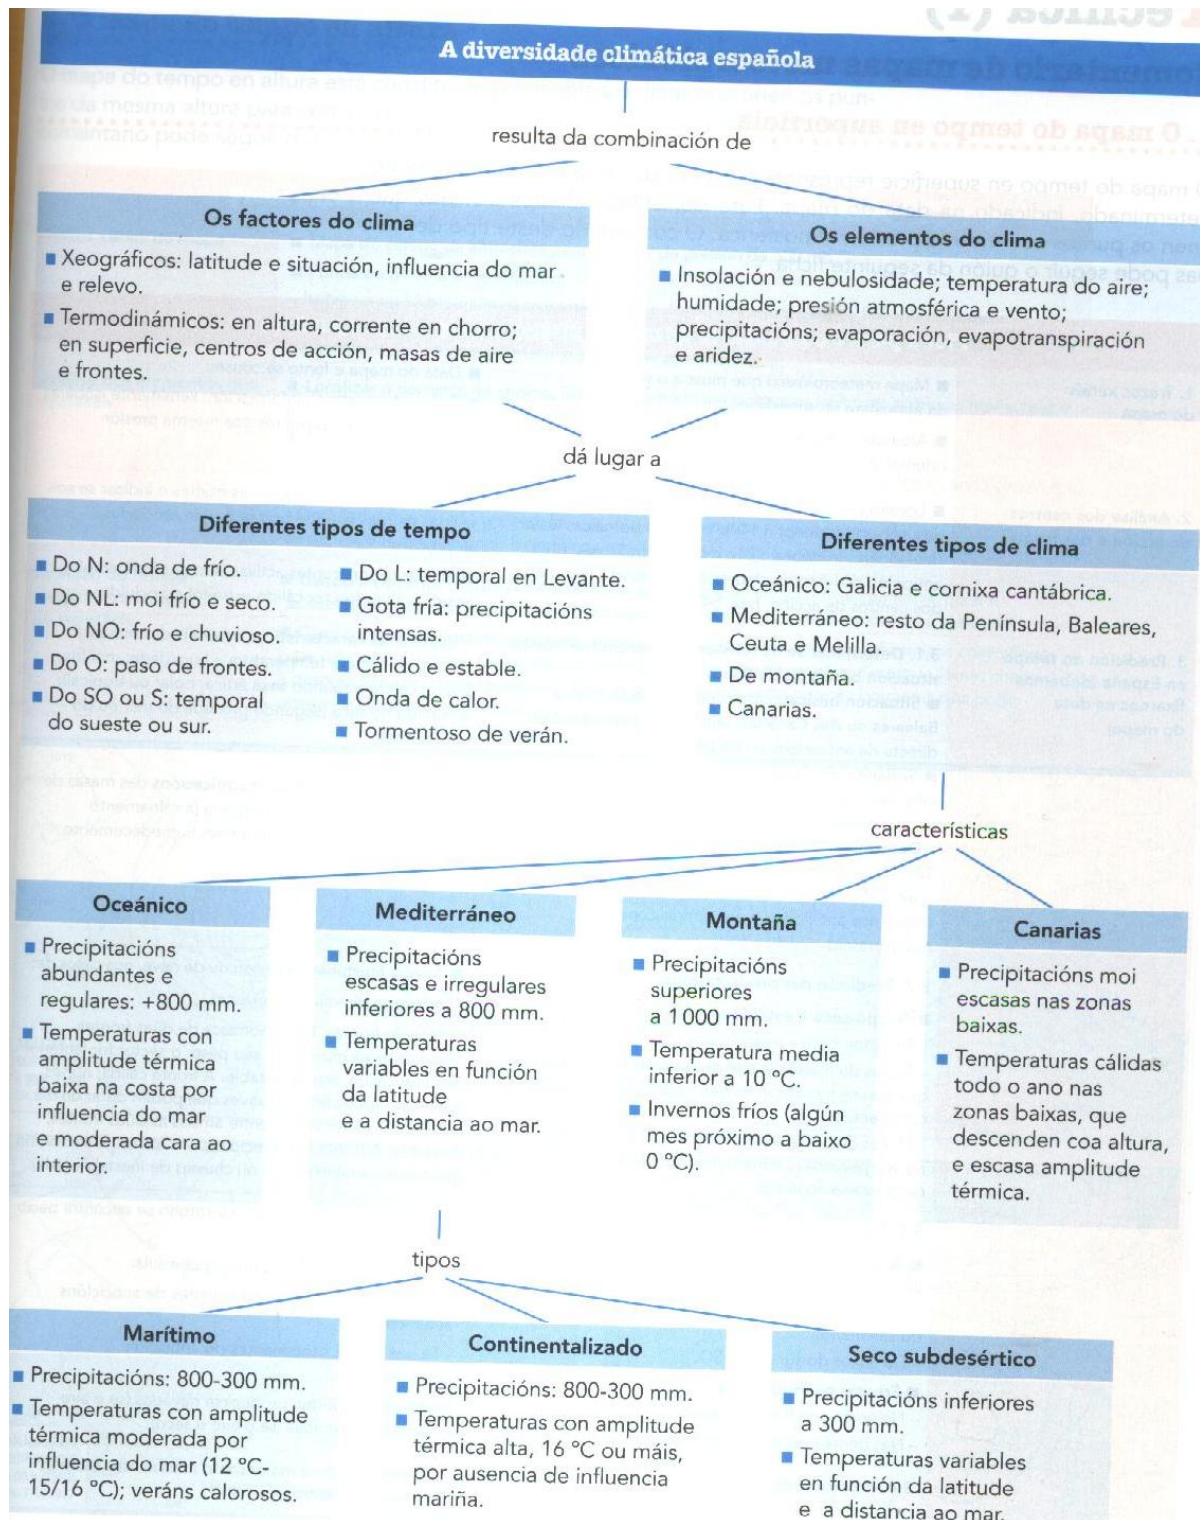 A diversidade climática española
resulta da combinación de
Os factores do clima
Xeográficos: latitude e situación, influencia do mar
e relevo.
Termodinámicos: en altura, corrente en chorro;
en superficie, centros de acción, masas de aire
e frontes.
Os elementos do clima
Insolación e nebulosidade; temperatura do aire;
humidade; presión atmosférica e vento;
precipitacións; evaporación, evapotranspiración
e aridez.
dá lugar a
Diferentes tipos de tempo
Do N: onda de frío.
Do NL: moi frío e seco.
Do NO: frío e chuvioso.
Do O: paso de frontes.
Do SO ou S: temporal
do sueste ou sur.
Do L: temporal en Levante.
Gota fría: precipitacións
intensas.
Cálido e estable.
Onda de calor.
Tormentoso de verán.
Diferentes tipos de clima
Oceánico: Galicia e cornixa cantábrica.
Mediterráneo: resto da Península, Baleares,
Ceuta e Melilla.
De montaña.
Canarias.
características
Oceánico
Precipitacións
abundantes e
regulares: +800 mm.
Temperaturas con
amplitude térmica
baixa na costa por
influencia do mar
e moderada cara ao
interior.
Mediterráneo
Precipitacións
escasas e irregulares
inferiores a 800 mm.
Temperaturas
variables en función
da latitude
e a distancia ao mar.
Montaña
Precipitacións
superiores
a 1 000 mm.
Temperatura media
inferior a 10 °C.
Invernos fríos (algún
mes próximo a baixo
0 °C).
Canarias
Precipitacións moi
escasas nas zonas
baixas.
Temperaturas cálidas
todo o ano nas
zonas baixas, que
descenden coa altura,
e escasa amplitude
térmica.
tipos
Marítimo
Precipitacións: 800-300 mm.
Temperaturas con amplitude
térmica moderada por
influencia do mar (12 °C-
15/16 °C); veráns calorosos.
Continentalizado
Precipitacións: 800-300 mm.
Temperaturas con amplitude
térmica alta, 16 °C ou máis,
por ausencia de influencia
mariña.
Seco subdesértico
Precipitacións inferiores
a 300 mm.
Temperaturas variables
en función da latitude
e a distancia ao mar.